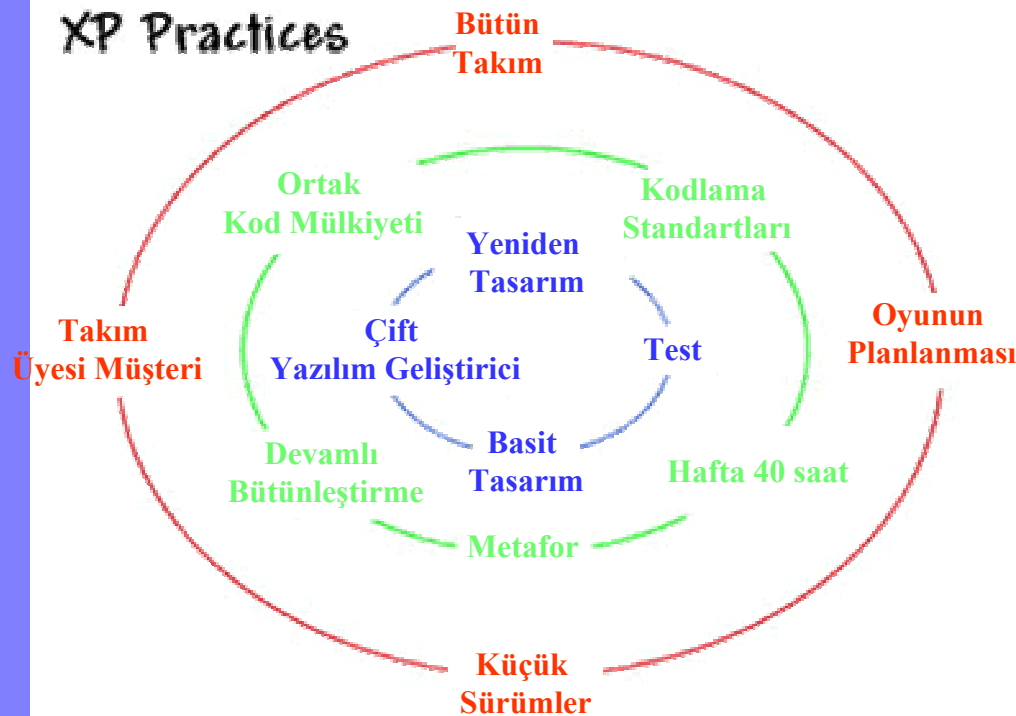 XP Practices
Bütün
Takım
Ortak
Kod Mülkiyeti
Kodlama
Standartları
Yeniden
Tasarım
Takım
Üyesi Müşteri
Çift
Yazılım Geliştirici
Test
Oyunun
Planlanması
Basit
Tasarım
Devamlı
Bütünleştirme
Hafta 40 saat
Metafor
Küçük
Sürümler